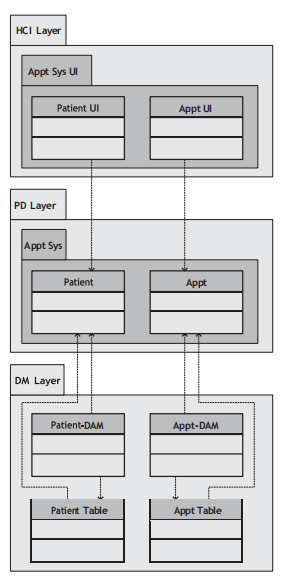 HCI Layer
Appt Sys UI
Patient UI
Appt UI
PD Layer
Appt Sys
Patient
Appt
DM Layer
Patient-DAM
Appt-DAM
Patient Table
Appt Table